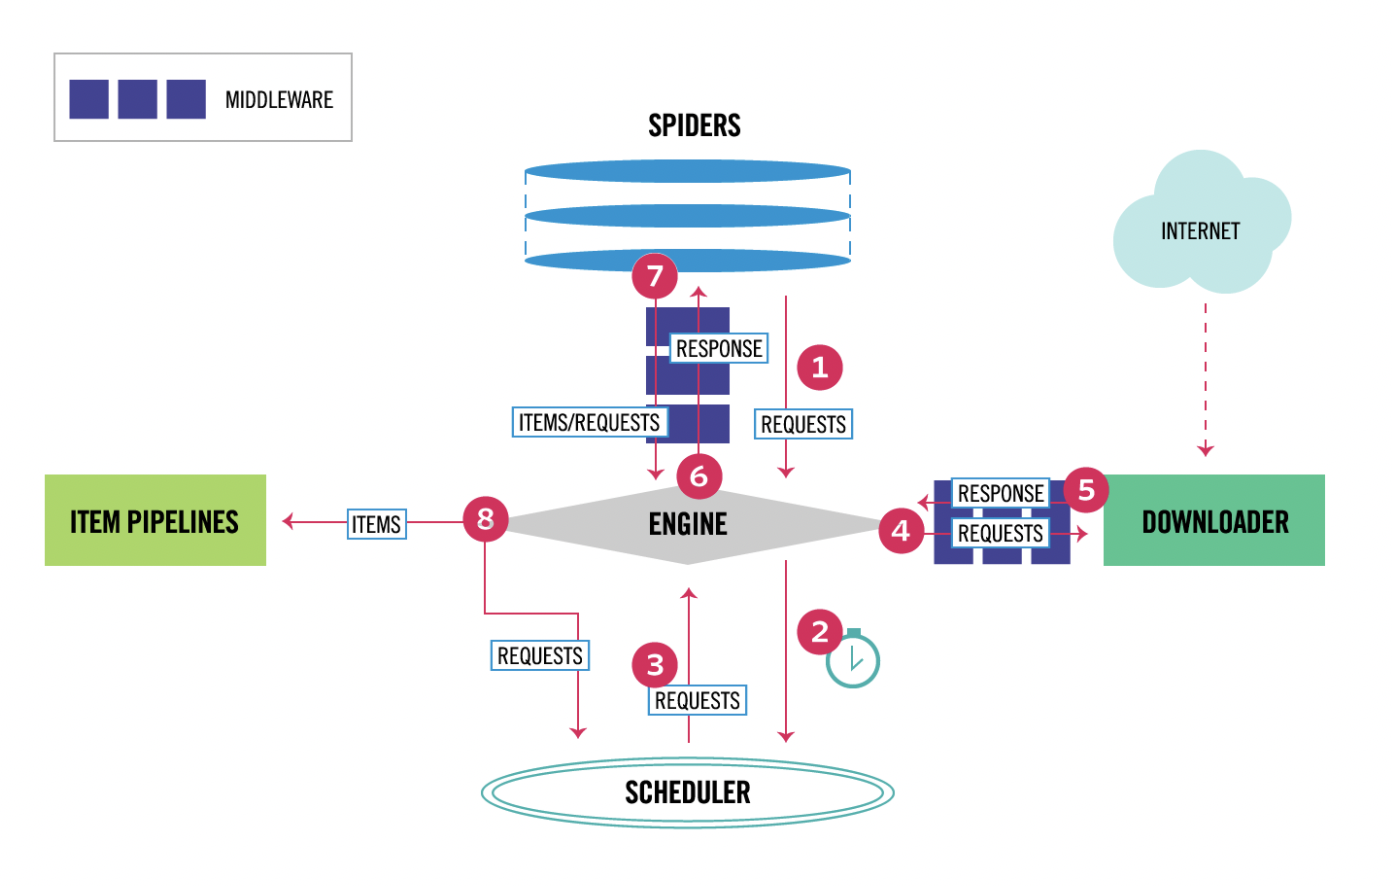 MIDDLEWARE
SPIDERS
INTERNET
7
RESPONSE
1
ITEMS/REQUESTS
REQUESTS
6
RESPONSE
5
ITEM PIPELINES
ITEMS
8
ENGINE
4
REQUESTS
DOWNLOADER
2
REQUESTS
3
REQUESTS
SCHEDULER